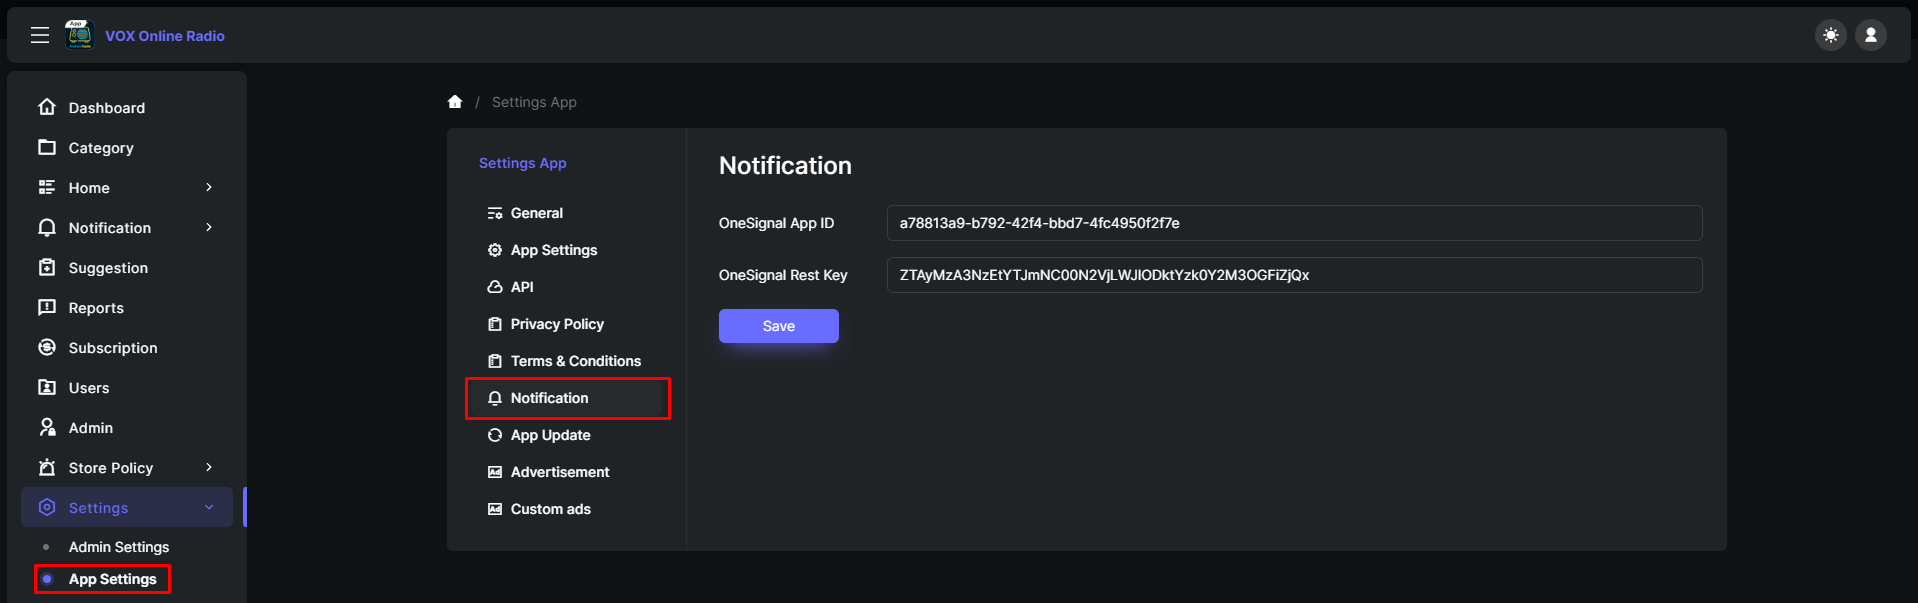 App
VOX Online Radio
Dashboard
Category
Home
Notification
Suggestion
Reports
Subscription
Users
Admin
Store Policy
Settings
Admin Settings
App Settings
/ Settings App
Settings App
General
App Settings
API
Privacy Policy
Terms & Conditions
Notification
App Update
Advertisement
Custom ads
Notification
OneSignal App ID
a78813a9-b792-42f4-bbd7-4fc4950f2f7e
OneSignal Rest Key
ZTAyMzA3NzEtYTJmNC00N2VjLWJlODktYzk0Y2M3OGFiZjQx
Save